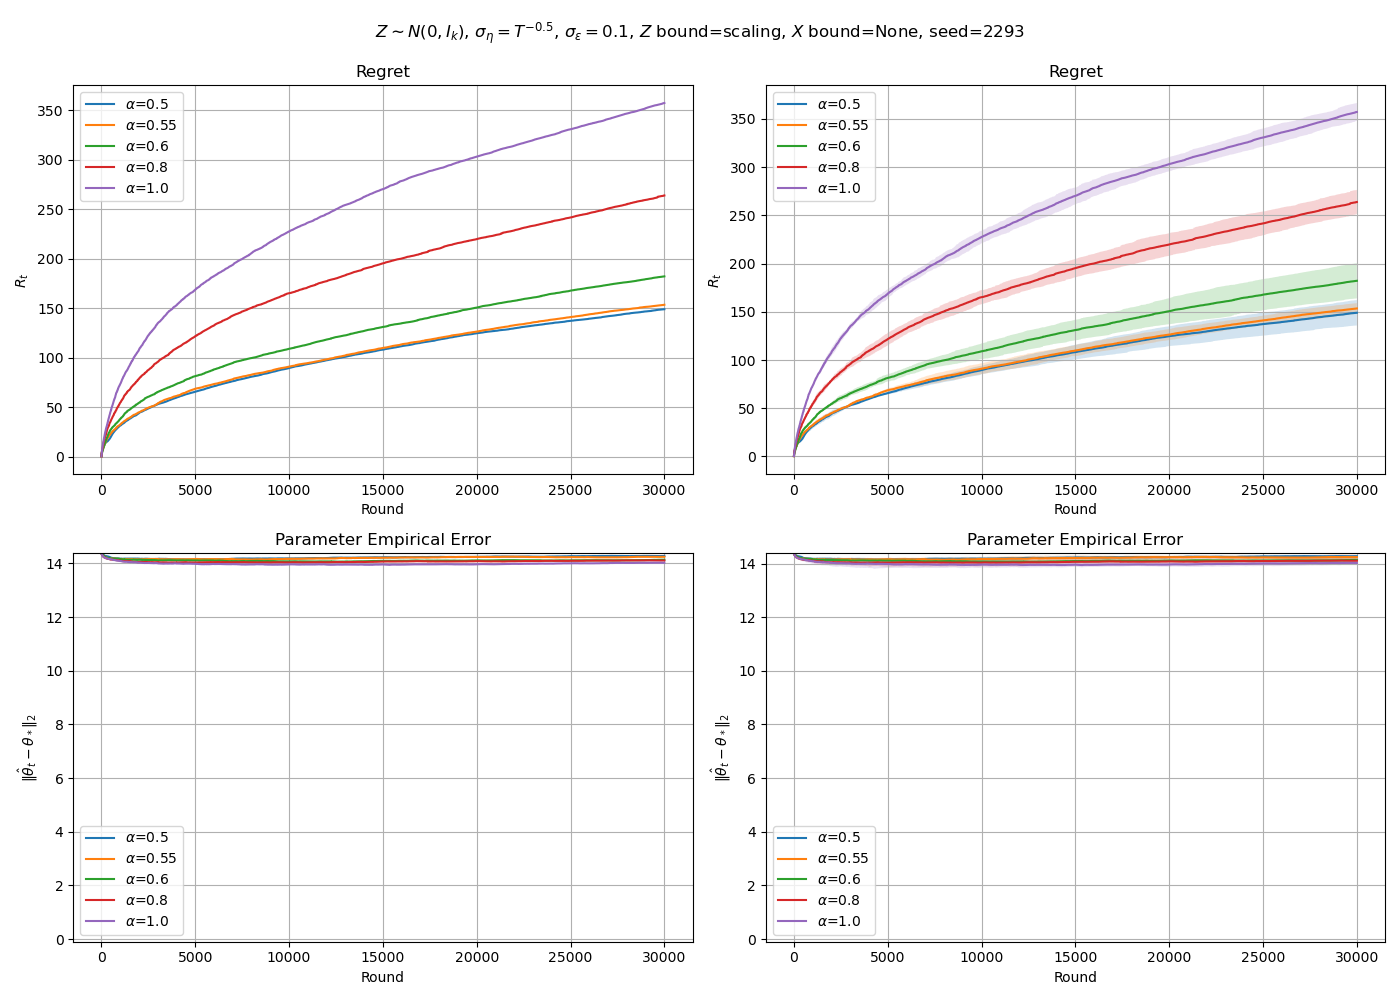 Z ∼ N(0, I_k), σ_η = T^{−0.5}, σ_ε = 0.1, Z bound=scaling, X bound=None, seed=2293
Regret
R_t
350
300
250
200
150
100
50
0
α=0.5
α=0.55
α=0.6
α=0.8
α=1.0
0 5000 10000 15000 20000 25000 30000
Round
Regret
R_t
350
300
250
200
150
100
50
0
α=0.5
α=0.55
α=0.6
α=0.8
α=1.0
0 5000 10000 15000 20000 25000 30000
Round
Parameter Empirical Error
‖θ̂_t − θ_*‖_2
14
12
10
8
6
4
2
0
α=0.5
α=0.55
α=0.6
α=0.8
α=1.0
0 5000 10000 15000 20000 25000 30000
Round
Parameter Empirical Error
‖θ̂_t − θ_*‖_2
14
12
10
8
6
4
2
0
α=0.5
α=0.55
α=0.6
α=0.8
α=1.0
0 5000 10000 15000 20000 25000 30000
Round